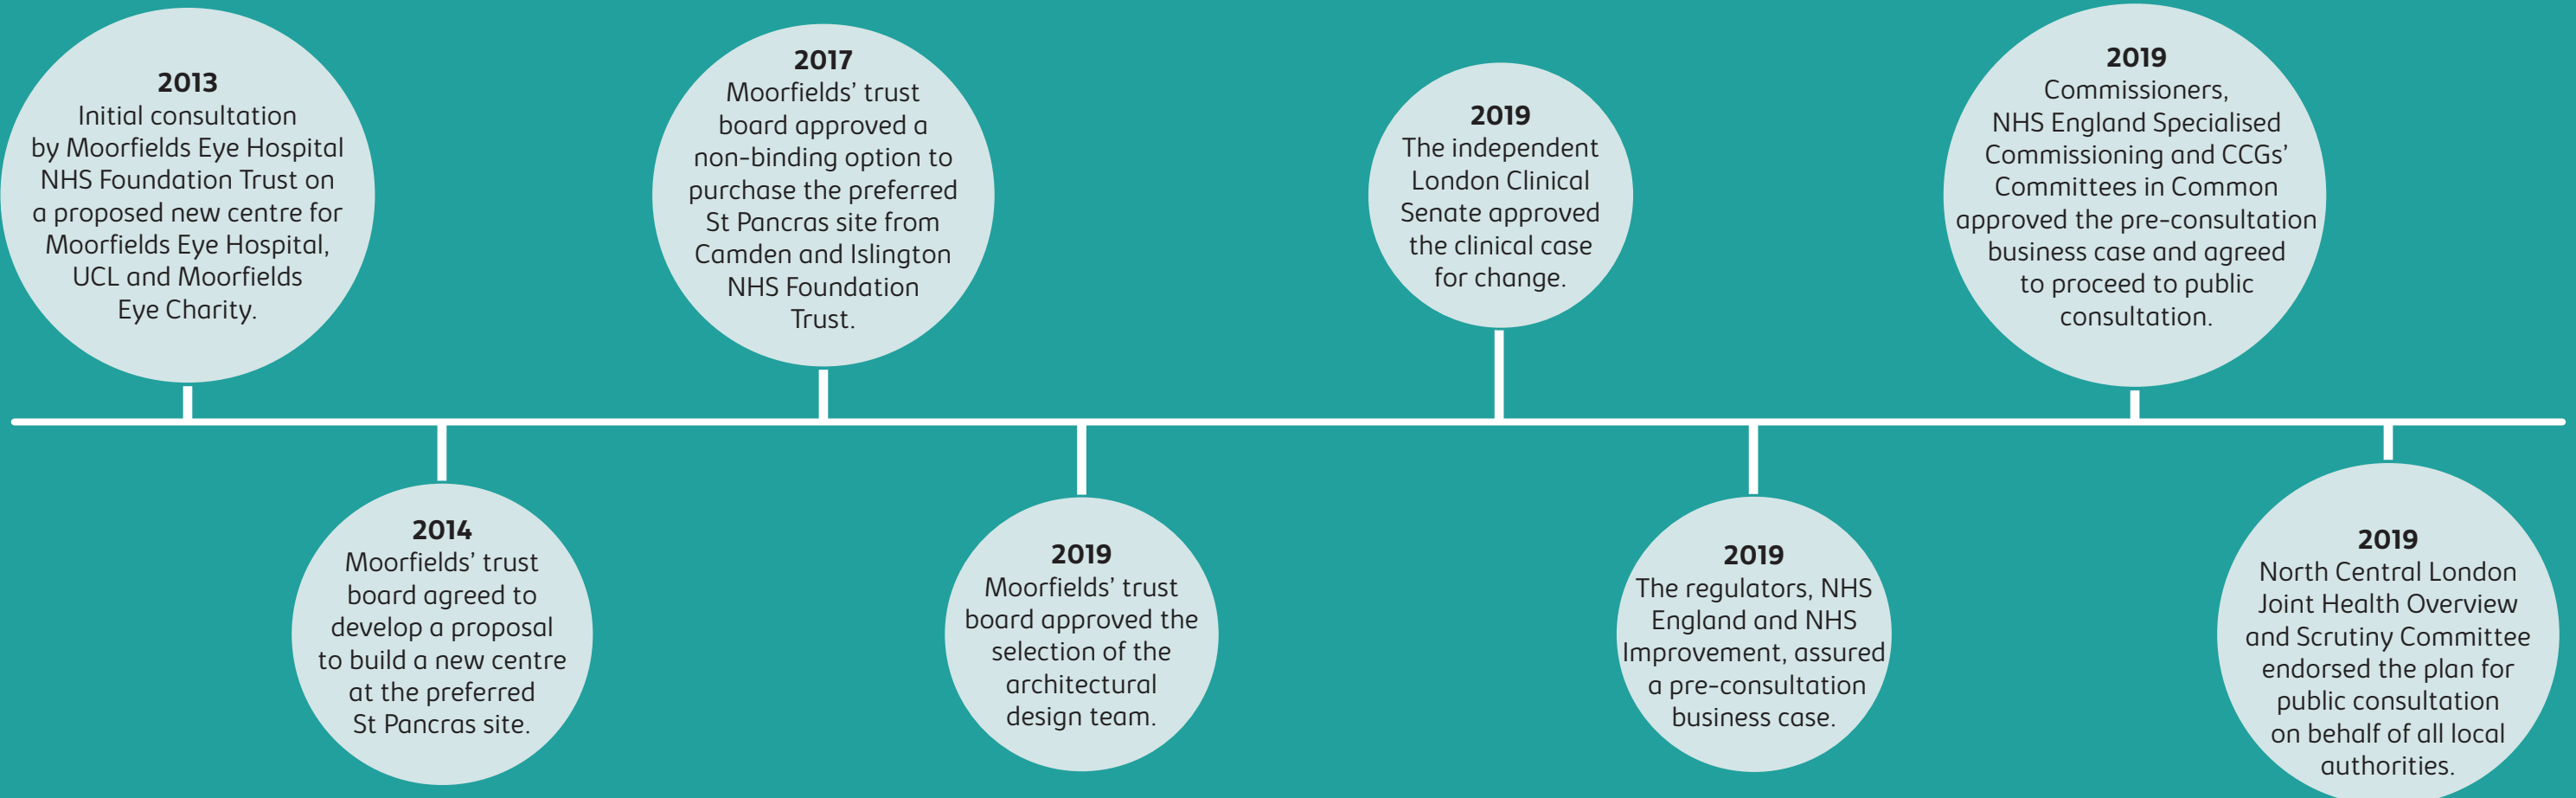 2013
Initial consultation
by Moorfields Eye Hospital
NHS Foundation Trust on
a proposed new centre for
Moorfields Eye Hospital,
UCL and Moorfields
Eye Charity.
2014
Moorfields’ trust
board agreed to
develop a proposal
to build a new centre
at the preferred
St Pancras site.
2017
Moorfields’ trust
board approved a
non-binding option to
purchase the preferred
St Pancras site from
Camden and Islington
NHS Foundation
Trust.
2019
Moorfields’ trust
board approved the
selection of the
architectural
design team.
2019
The independent
London Clinical
Senate approved
the clinical case
for change.
2019
The regulators, NHS
England and NHS
Improvement, assured
a pre-consultation
business case.
2019
Commissioners,
NHS England Specialised
Commissioning and CCGs’
Committees in Common
approved the pre-consultation
business case and agreed
to proceed to public
consultation.
2019
North Central London
Joint Health Overview
and Scrutiny Committee
endorsed the plan for
public consultation
on behalf of all local
authorities.